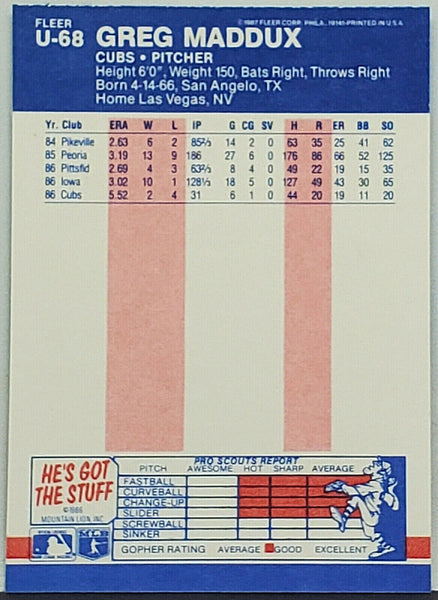 FLEER
©1987 FLEER CORP. PHILA., 19141-PRINTED IN U.S.A
U-68 GREG MADDUX
CUBS • PITCHER
Height 6'0", Weight 150, Bats Right, Throws Right
Born 4-14-66, San Angelo, TX
Home Las Vegas, NV
Yr. Club ERA W L IP G CG SV H R ER BB SO
84 Pikeville 2.63 6 2 85⅔ 14 2 0 63 35 25 41 62
85 Peoria 3.19 13 9 186 27 6 0 176 86 66 52 125
86 Pittsfld 2.69 4 3 63⅔ 8 4 0 49 22 19 15 35
86 Iowa 3.02 10 1 128⅓ 18 5 0 127 49 43 30 65
86 Cubs 5.52 2 4 31 6 1 0 44 20 19 11 20
HE'S GOT
THE STUFF
©1986
MOUNTAIN LION, INC.
MLB
PRO SCOUTS REPORT
PITCH AWESOME HOT SHARP AVERAGE
FASTBALL
CURVEBALL
CHANGE-UP
SLIDER
SCREWBALL
SINKER
GOPHER RATING AVERAGE GOOD EXCELLENT